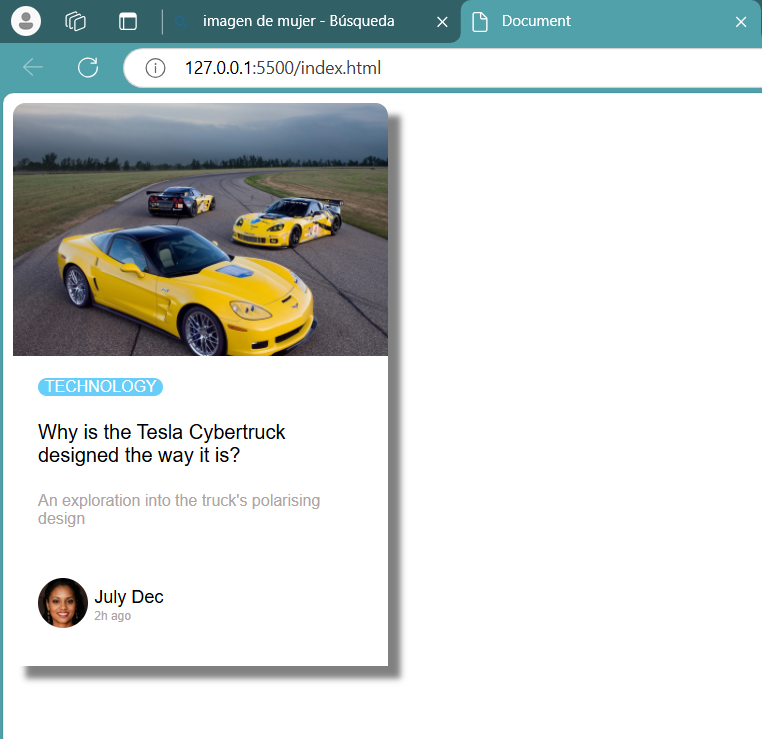 imagen de mujer - Búsqueda
Document
127.0.0.1:5500/index.html
TECHNOLOGY
Why is the Tesla Cybertruck
designed the way it is?
An exploration into the truck's polarising
design
July Dec
2h ago